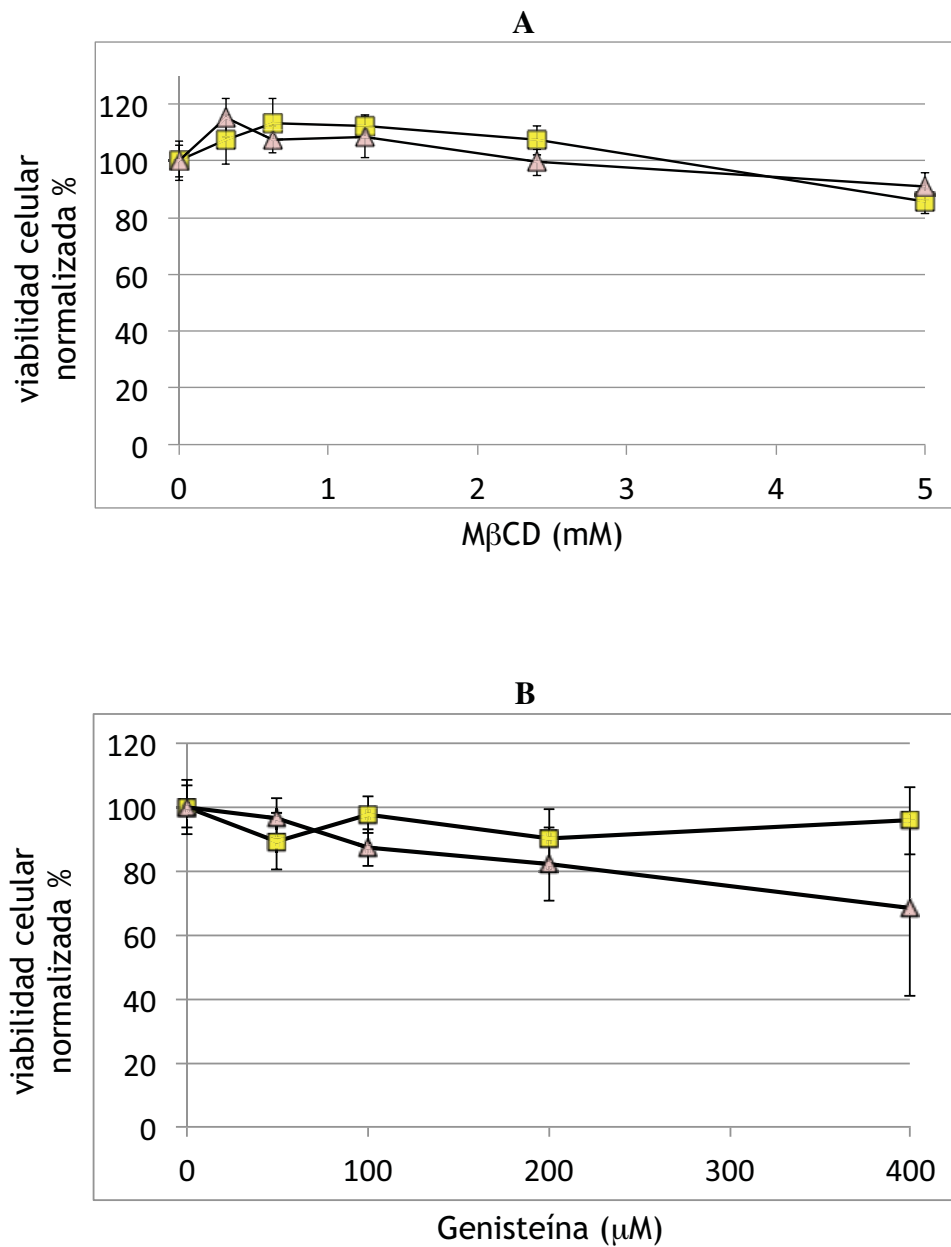 A
120
100
80
60
40
20
0
viabilidad celular
normalizada %
0 1 2 3 4 5
MβCD (mM)
B
120
100
80
60
40
20
0
viabilidad celular
normalizada %
0 100 200 300 400
Genisteína (μM)